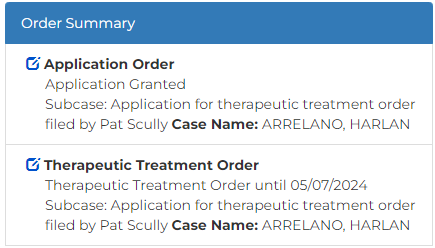 Order Summary
Application Order
Application Granted
Subcase: Application for therapeutic treatment order
filed by Pat Scully Case Name: ARRELANO, HARLAN
Therapeutic Treatment Order
Therapeutic Treatment Order until 05/07/2024
Subcase: Application for therapeutic treatment order
filed by Pat Scully Case Name: ARRELANO, HARLAN